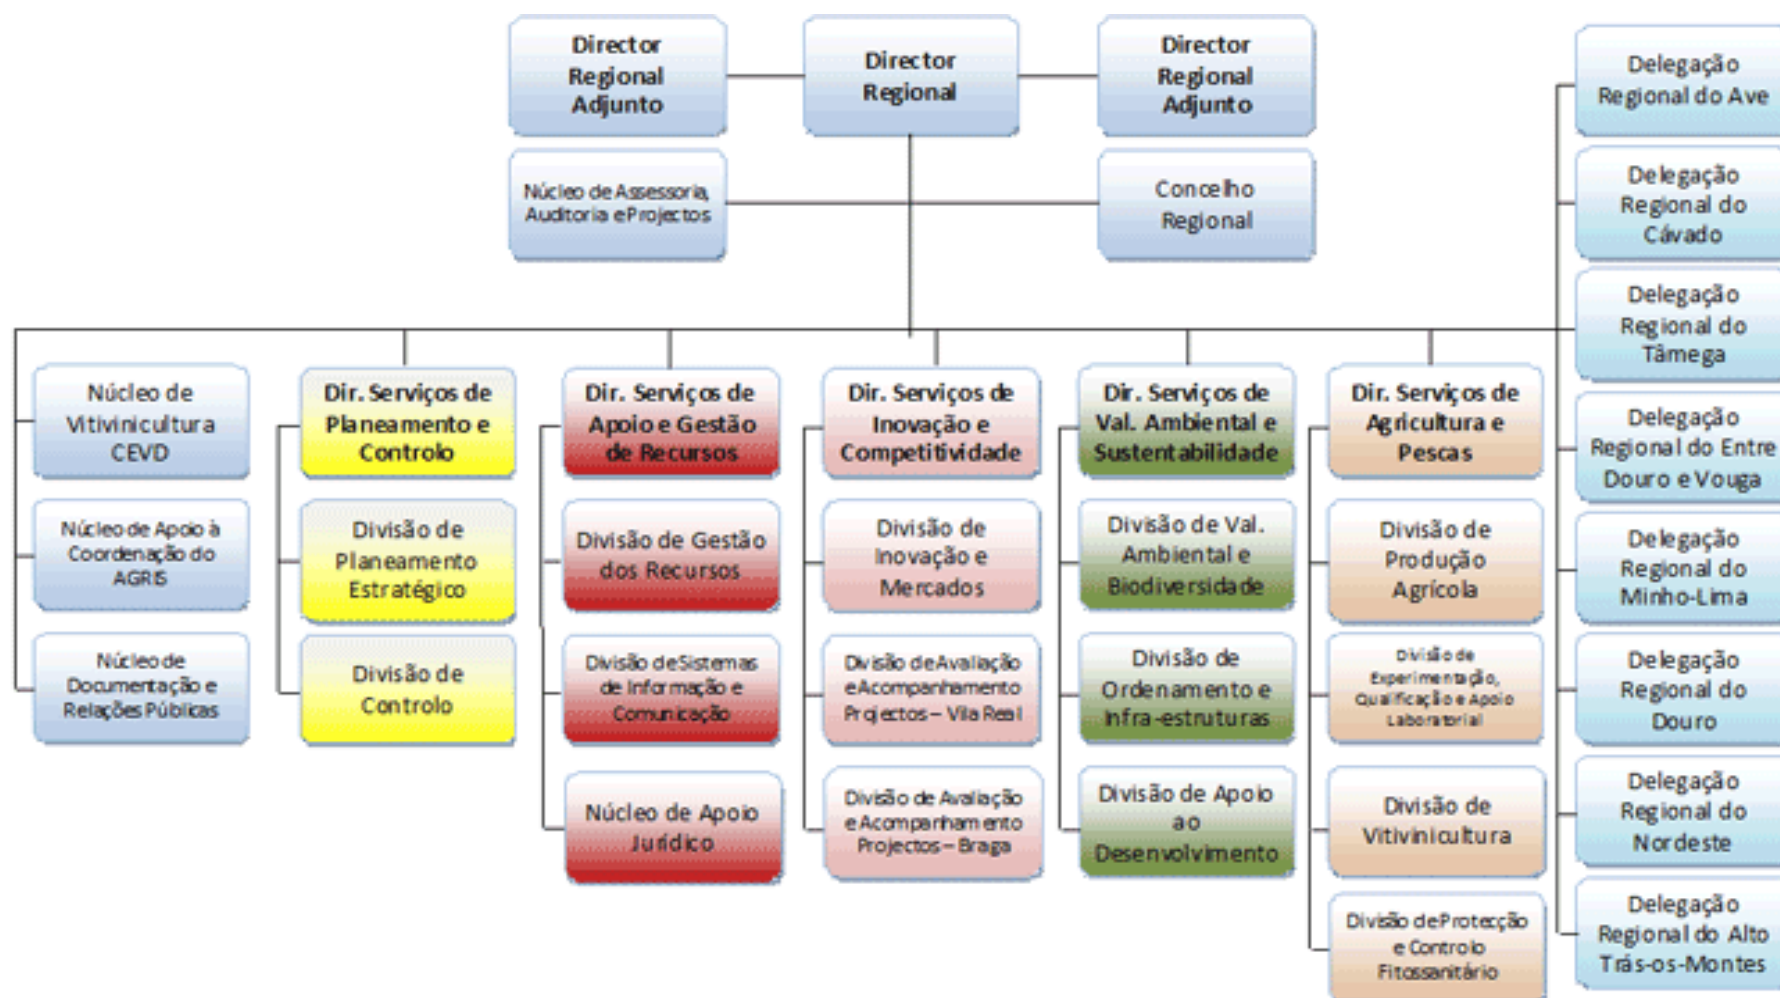 Director
Regional
Adjunto
Director
Regional
Director
Regional
Adjunto
Núcleo de Assessoria,
Auditoria e Projectos
Concelho
Regional
Núcleo de
Vitivinicultura
CEVD
Núcleo de Apoio à
Coordenação do
AGRIS
Núcleo de
Documentação e
Relações Públicas
Dir. Serviços de
Planeamento e
Controlo
Divisão de
Planeamento
Estratégico
Divisão de
Controlo
Dir. Serviços de
Apoio e Gestão
de Recursos
Divisão de Gestão
dos Recursos
Divisão de Sistemas
de Informação e
Comunicação
Núcleo de Apoio
Jurídico
Dir. Serviços de
Inovação e
Competitividade
Divisão de
Inovação e
Mercados
Divisão de Avaliação
e Acompanhamento
Projectos – Vila Real
Divisão de Avaliação
e Acompanhamento
Projectos – Braga
Dir. Serviços de
Val. Ambiental e
Sustentabilidade
Divisão de Val.
Ambiental e
Biodiversidade
Divisão de
Ordenamento e
Infra-estruturas
Divisão de Apoio
ao
Desenvolvimento
Dir. Serviços de
Agricultura e
Pescas
Divisão de
Produção
Agrícola
Divisão de
Experimentação,
Qualificação e Apoio
Laboratorial
Divisão de
Vitivinicultura
Divisão de Protecção
e Controlo
Fitossanitário
Delegação
Regional do Ave
Delegação
Regional do
Cávado
Delegação
Regional do
Tâmega
Delegação
Regional do Entre
Douro e Vouga
Delegação
Regional do
Minho-Lima
Delegação
Regional do
Douro
Delegação
Regional do
Nordeste
Delegação
Regional do Alto
Trás-os-Montes